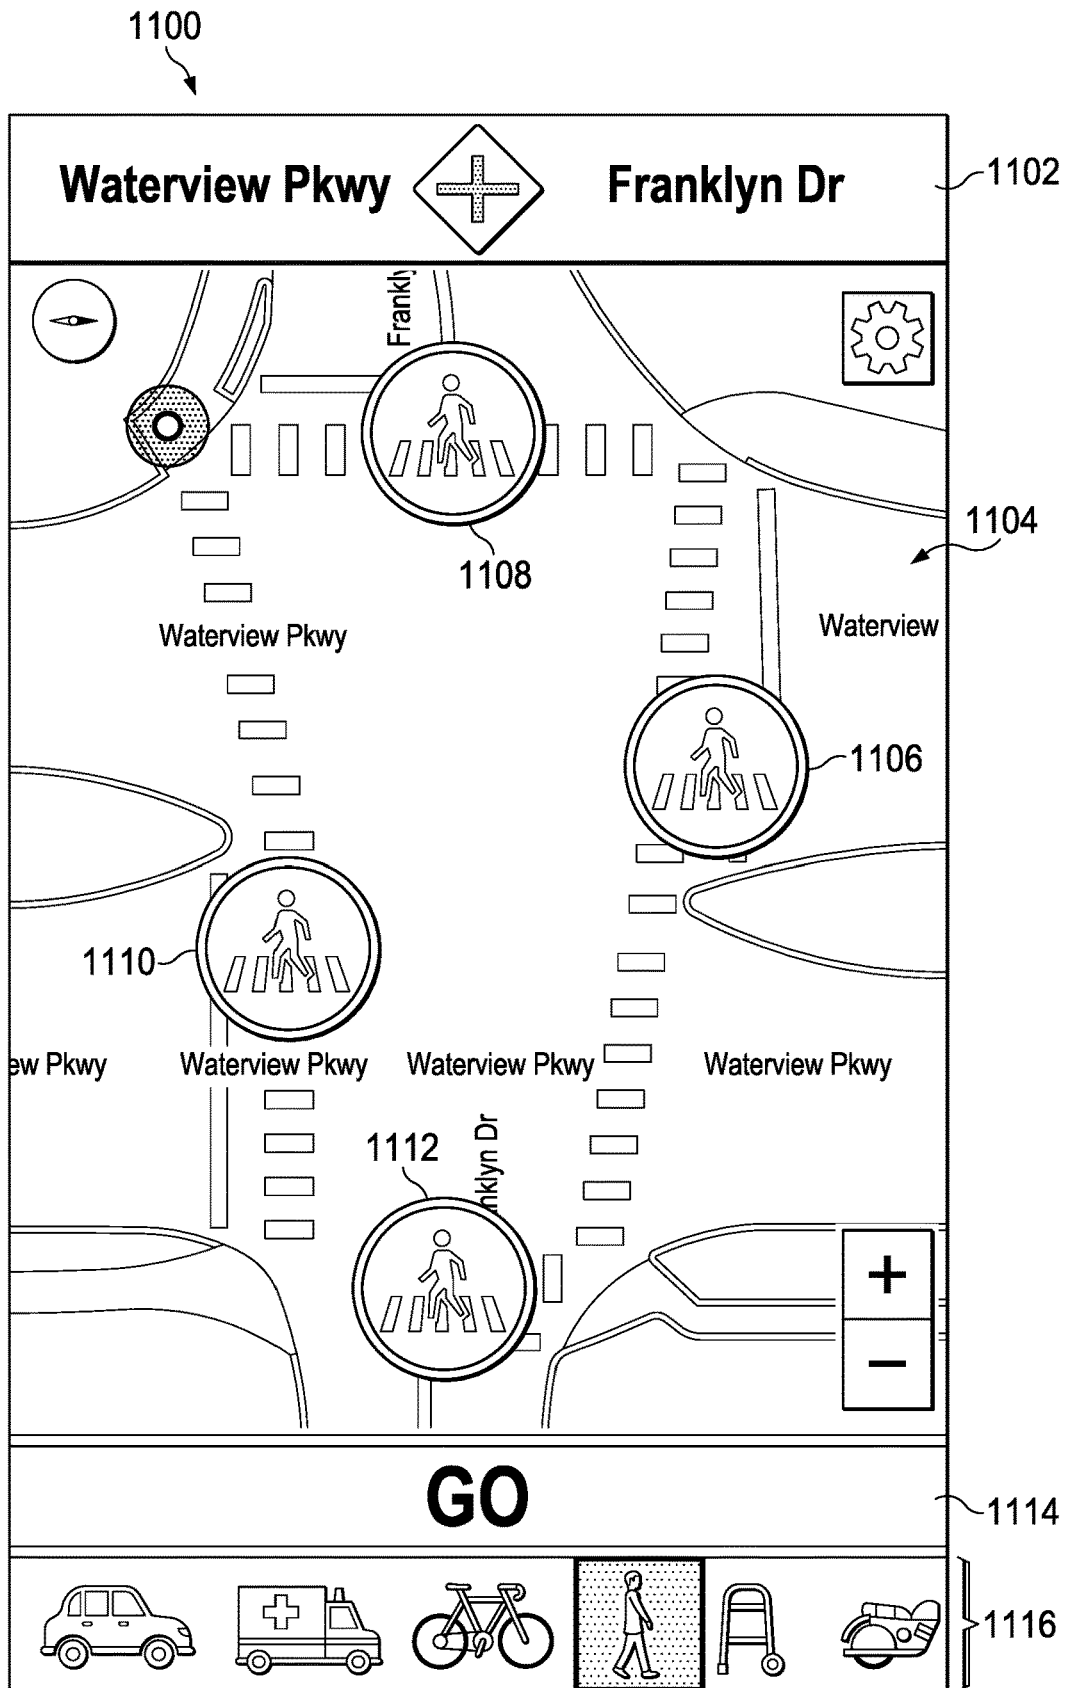 1100
Waterview Pkwy Franklyn Dr
1102
Frankly
1104
1108
Waterview Pkwy
Waterview
1106
1110
ew Pkwy Waterview Pkwy Waterview Pkwy Waterview Pkwy
1112
nklyn Dr
+
−
GO
1114
1116